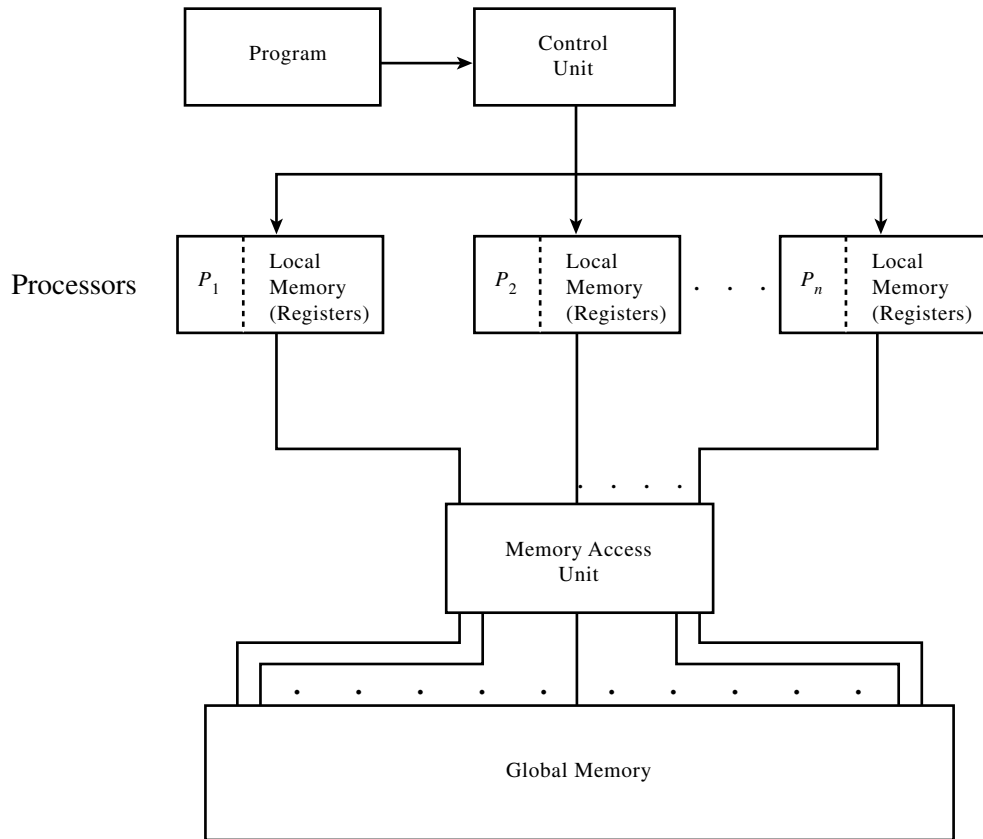 Program
Control
Unit
Processors
P1
Local
Memory
(Registers)
P2
Local
Memory
(Registers)
. . . .
Pn
Local
Memory
(Registers)
. . . .
Memory Access
Unit
. . . . . . . . . .
Global Memory